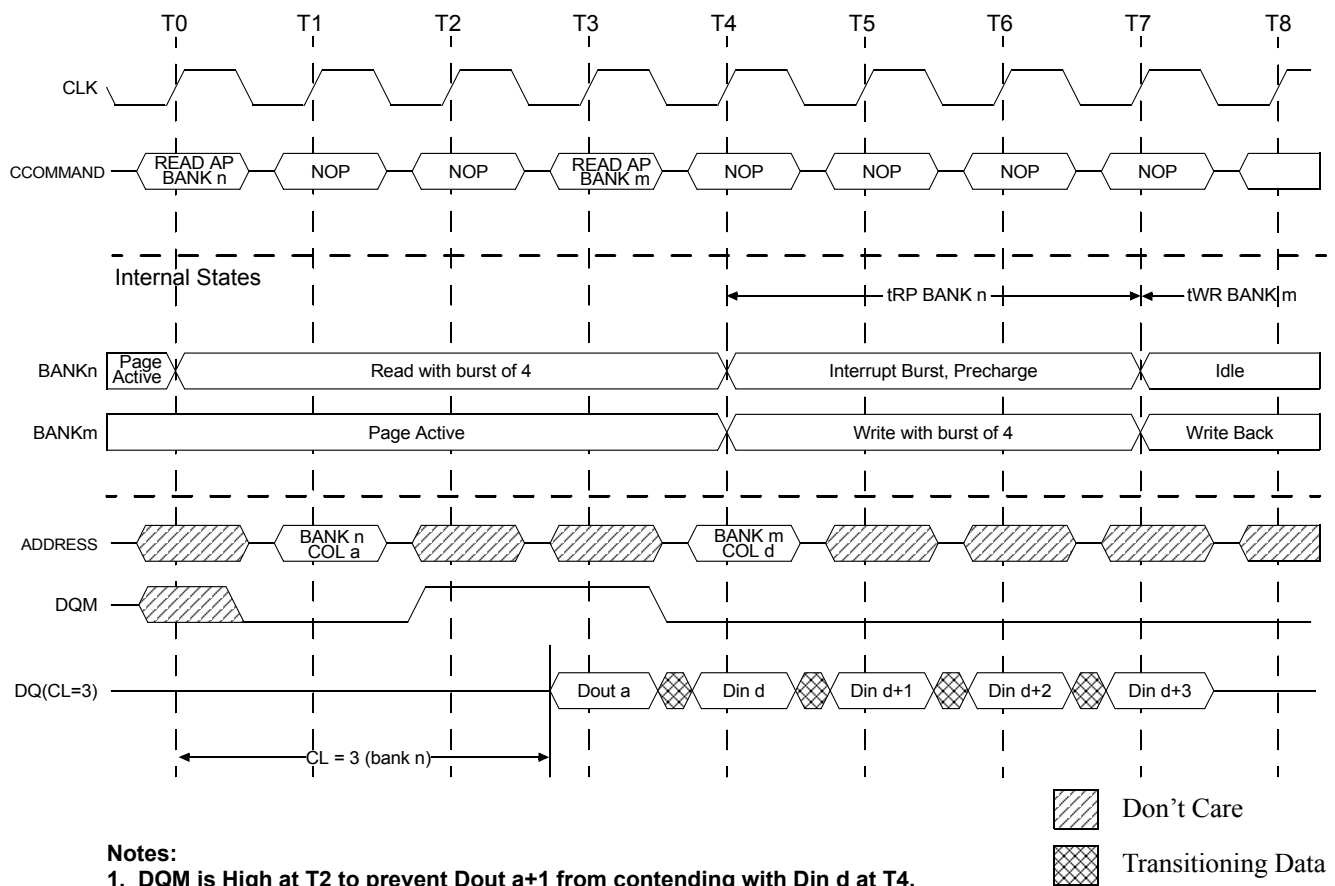 T0 T1 T2 T3 T4 T5 T6 T7 T8
CLK
CCOMMAND
READ AP
BANK n
NOP
NOP
READ AP
BANK m
NOP
NOP
NOP
NOP
Internal States
tRP BANK n
tWR BANK m
BANKn
Page
Active
Read with burst of 4
Interrupt Burst, Precharge
Idle
BANKm
Page Active
Write with burst of 4
Write Back
ADDRESS
BANK n
COL a
BANK m
COL d
DQM
DQ(CL=3)
Dout a
Din d
Din d+1
Din d+2
Din d+3
CL = 3 (bank n)
Don't Care
Transitioning Data
Notes:
1. DQM is High at T2 to prevent Dout a+1 from contending with Din d at T4.